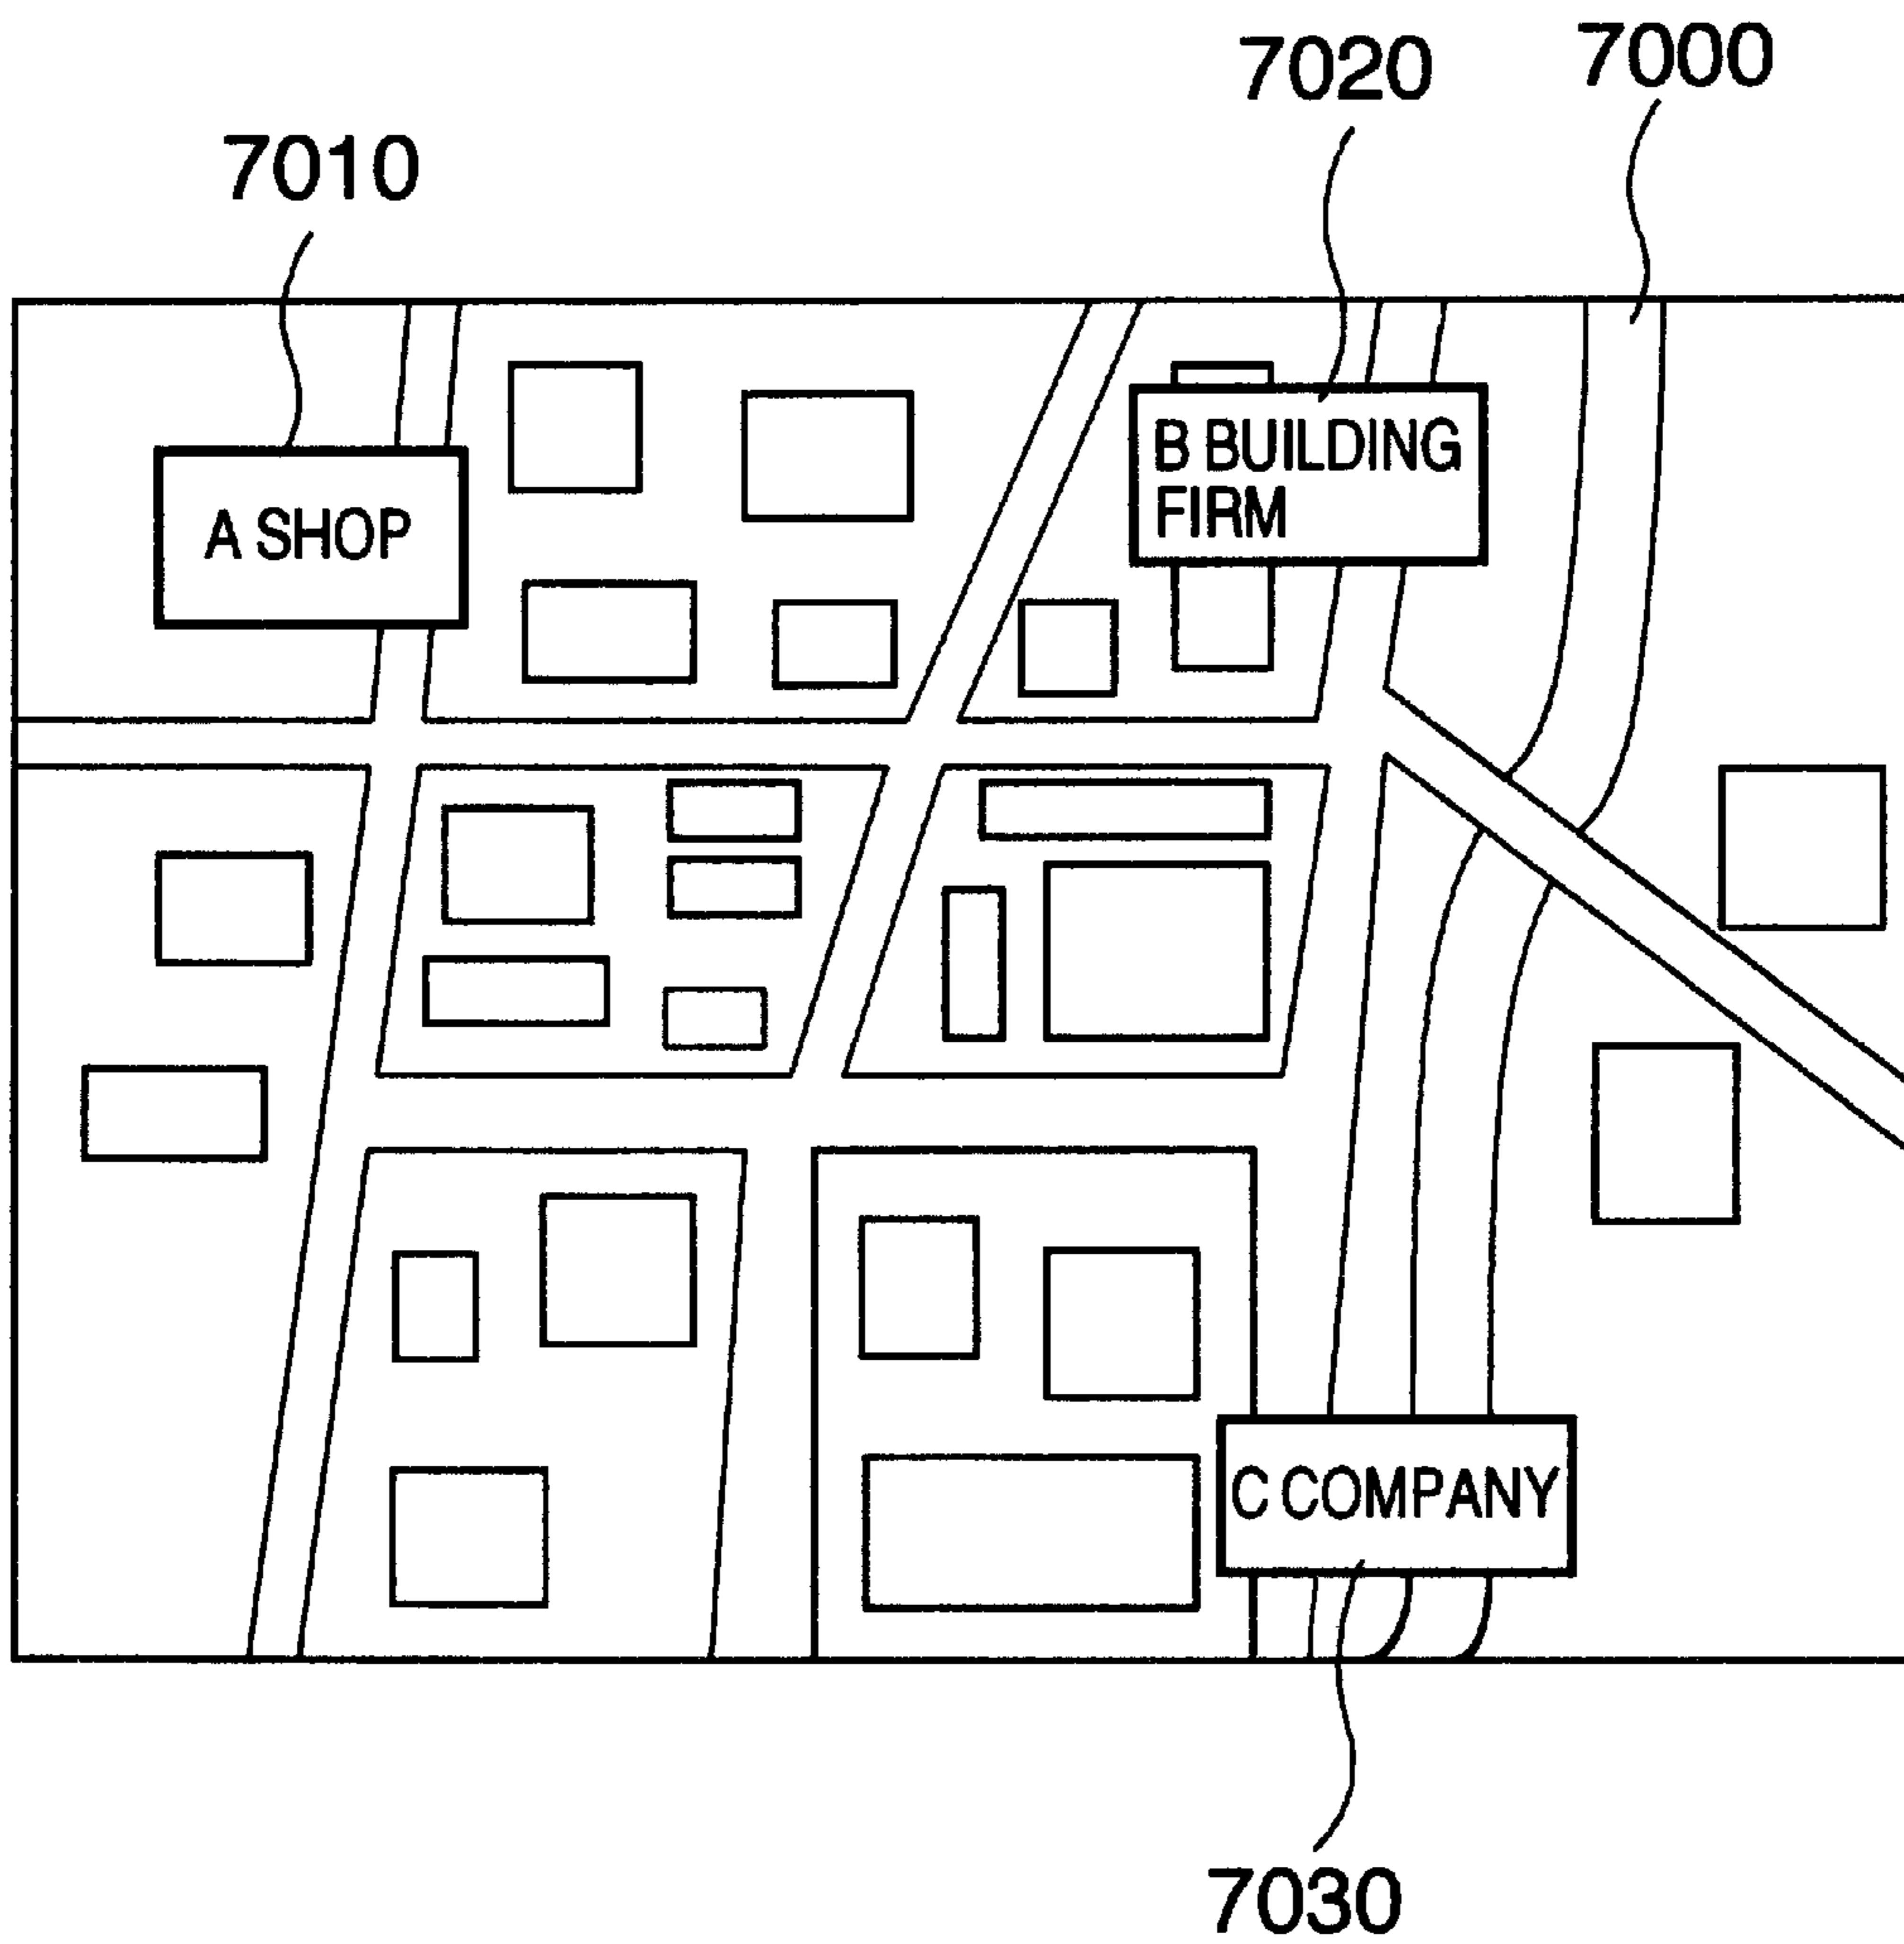 7020
7000
7010
B BUILDING
FIRM
A SHOP
C COMPANY
7030